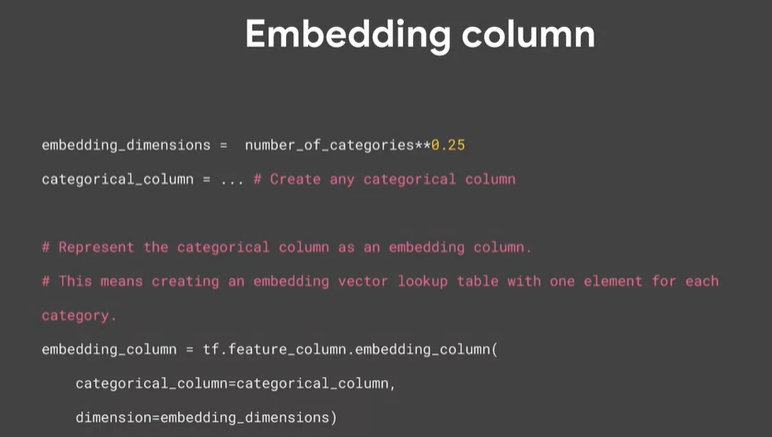 Embedding column
embedding_dimensions = number_of_categories**0.25
categorical_column = ... # Create any categorical column
# Represent the categorical column as an embedding column.
# This means creating an embedding vector lookup table with one element for each
category.
embedding_column = tf.feature_column.embedding_column(
categorical_column=categorical_column,
dimension=embedding_dimensions)